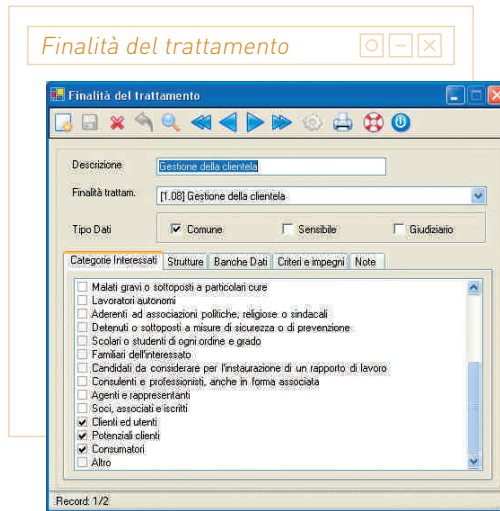 Finalità del trattamento
Finalità del trattamento
Descrizione
Gestione della clientela
Finalità trattam.
[1.08] Gestione della clientela
Tipo Dati
Comune
Sensibile
Giudiziario
Categorie Interessati
Strutture
Banche Dati
Criteri e impegni
Note
Malati gravi o sottoposti a particolari cure
Lavoratori autonomi
Aderenti ad associazioni politiche, religiose o sindacali
Detenuti o sottoposti a misure di sicurezza o di prevenzione
Scolari o studenti di ogni ordine e grado
Familiari dell'interessato
Candidati da considerare per l'instaurazione di un rapporto di lavoro
Consulenti e professionisti, anche in forma associata
Agenti e rappresentanti
Soci, associati e iscritti
Clienti ed utenti
Potenziali clienti
Consumatori
Altro
Record: 1/2